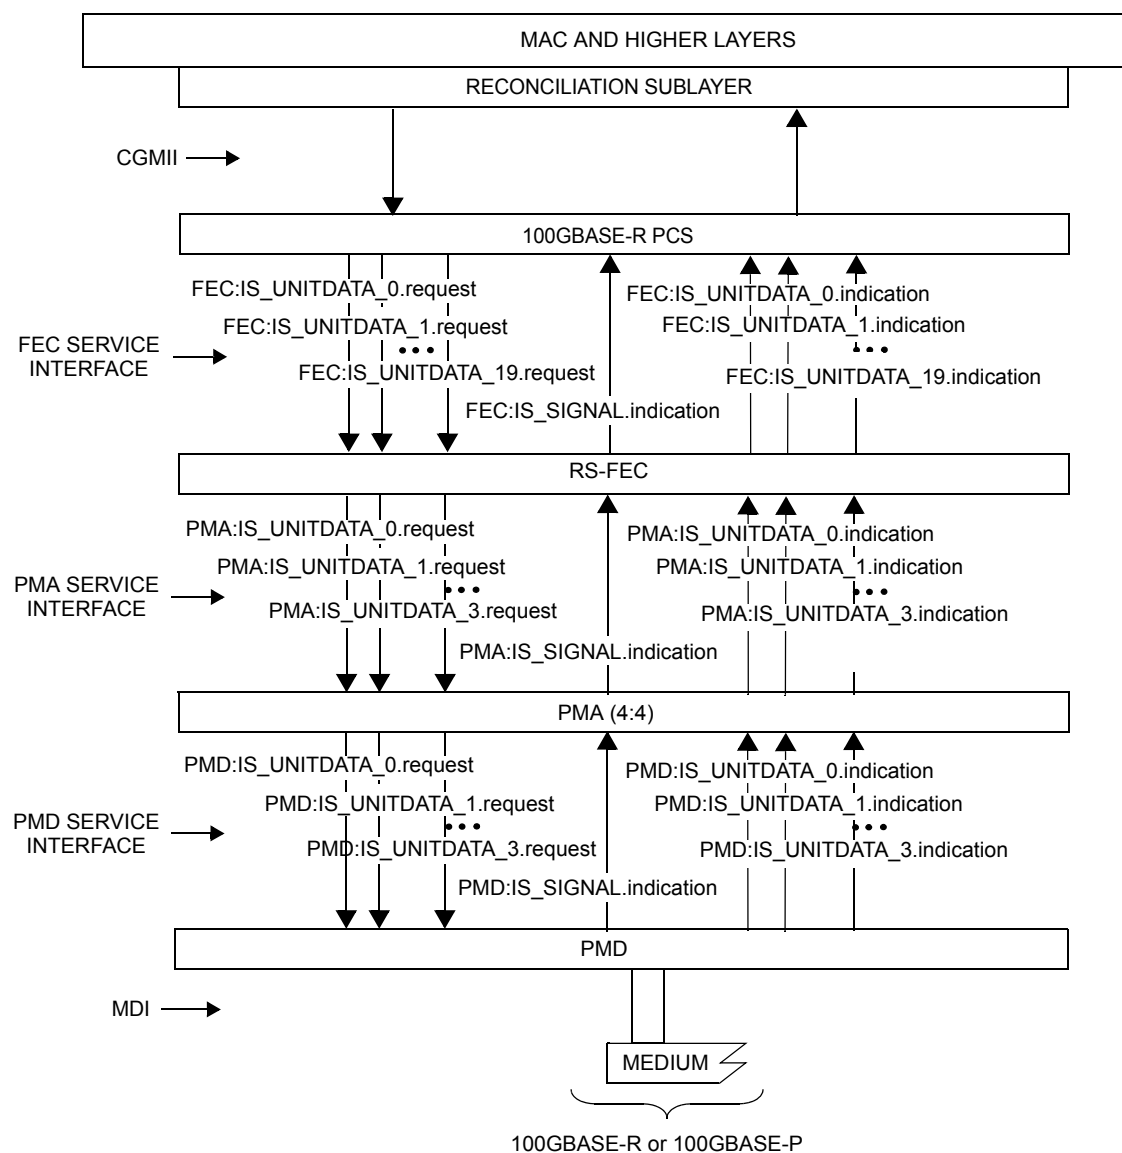 MAC AND HIGHER LAYERS
RECONCILIATION SUBLAYER
CGMII
100GBASE-R PCS
FEC:IS_UNITDATA_0.request
FEC:IS_UNITDATA_0.indication
FEC:IS_UNITDATA_1.request
FEC:IS_UNITDATA_1.indication
FEC SERVICE
INTERFACE
FEC:IS_UNITDATA_19.request
FEC:IS_UNITDATA_19.indication
FEC:IS_SIGNAL.indication
RS-FEC
PMA:IS_UNITDATA_0.request
PMA:IS_UNITDATA_0.indication
PMA:IS_UNITDATA_1.request
PMA:IS_UNITDATA_1.indication
PMA SERVICE
INTERFACE
PMA:IS_UNITDATA_3.request
PMA:IS_UNITDATA_3.indication
PMA:IS_SIGNAL.indication
PMA (4:4)
PMD:IS_UNITDATA_0.request
PMD:IS_UNITDATA_0.indication
PMD:IS_UNITDATA_1.request
PMD:IS_UNITDATA_1.indication
PMD SERVICE
INTERFACE
PMD:IS_UNITDATA_3.request
PMD:IS_UNITDATA_3.indication
PMD:IS_SIGNAL.indication
PMD
MDI
MEDIUM
100GBASE-R or 100GBASE-P